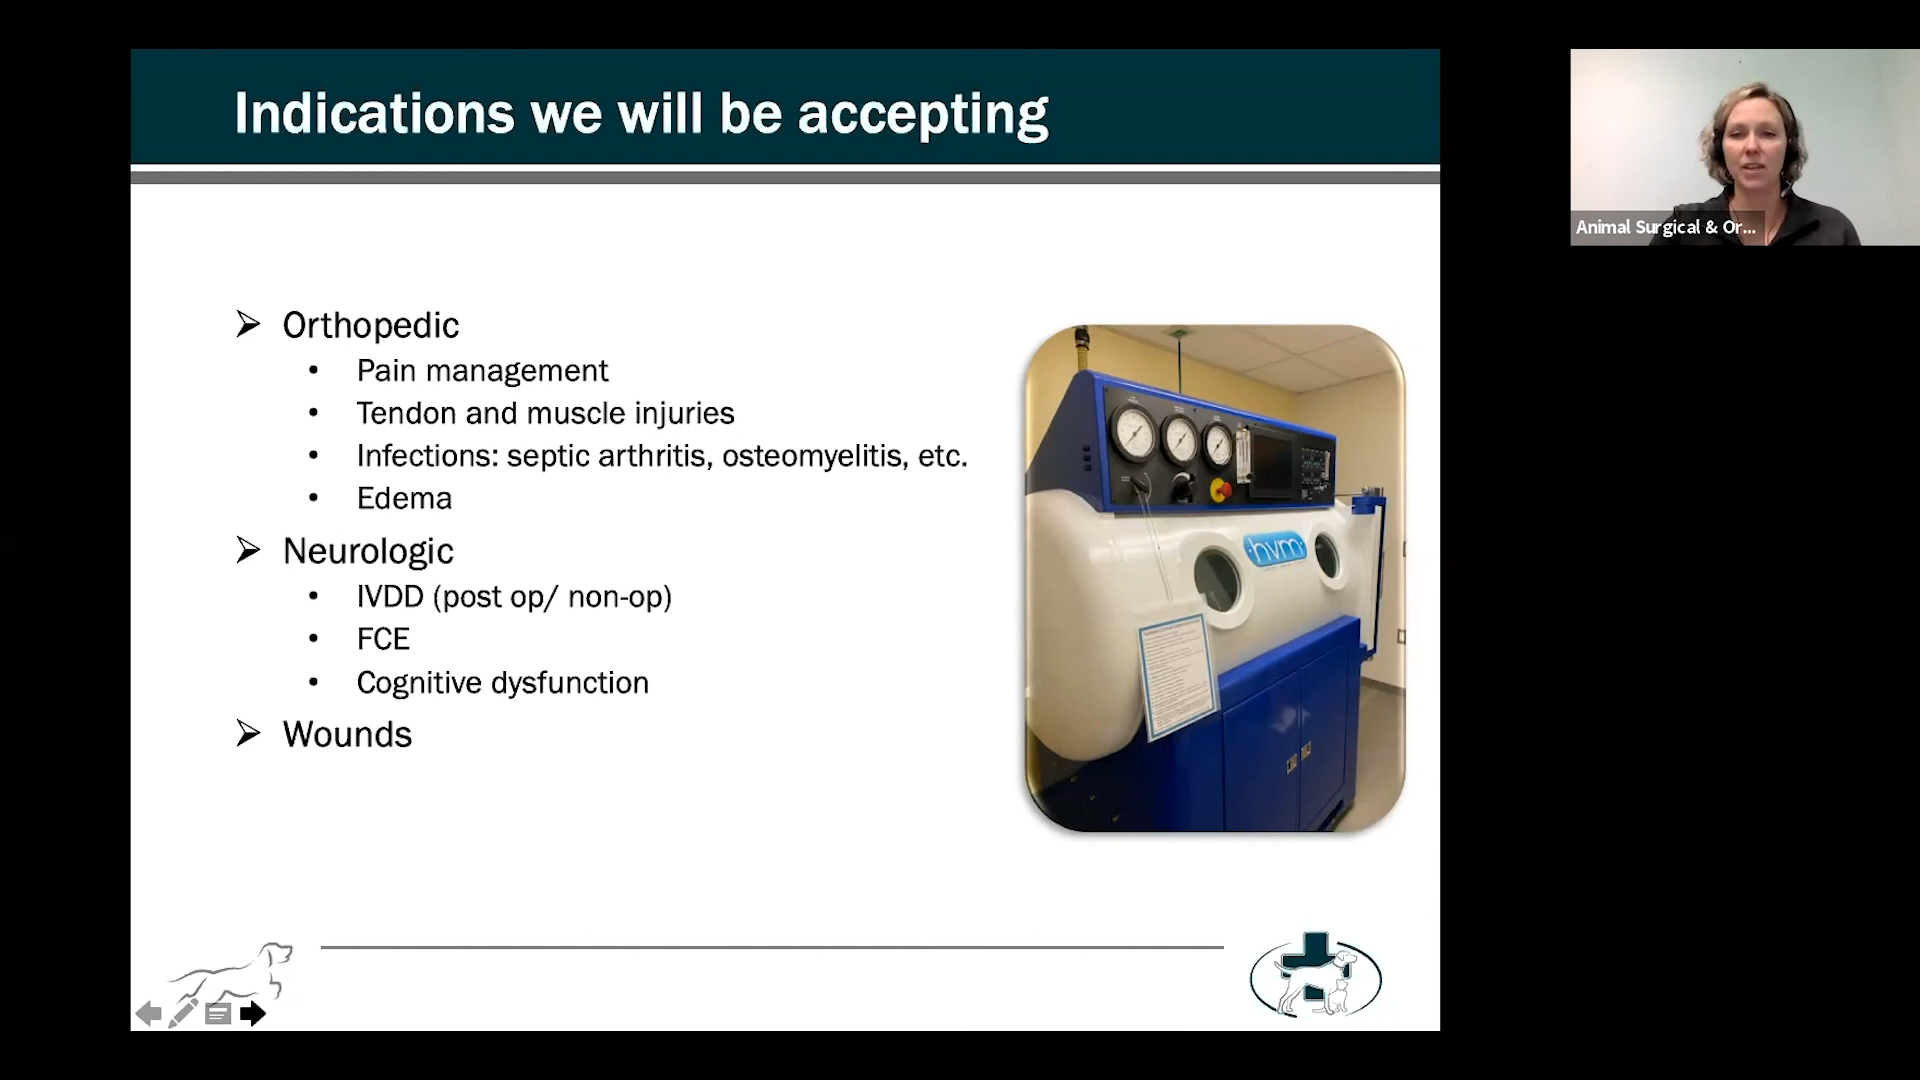 Indications we will be accepting
Animal Surgical & Or...
Orthopedic
Pain management
Tendon and muscle injuries
Infections: septic arthritis, osteomyelitis, etc.
Edema
Neurologic
IVDD (post op/ non-op)
FCE
Cognitive dysfunction
Wounds
hvm